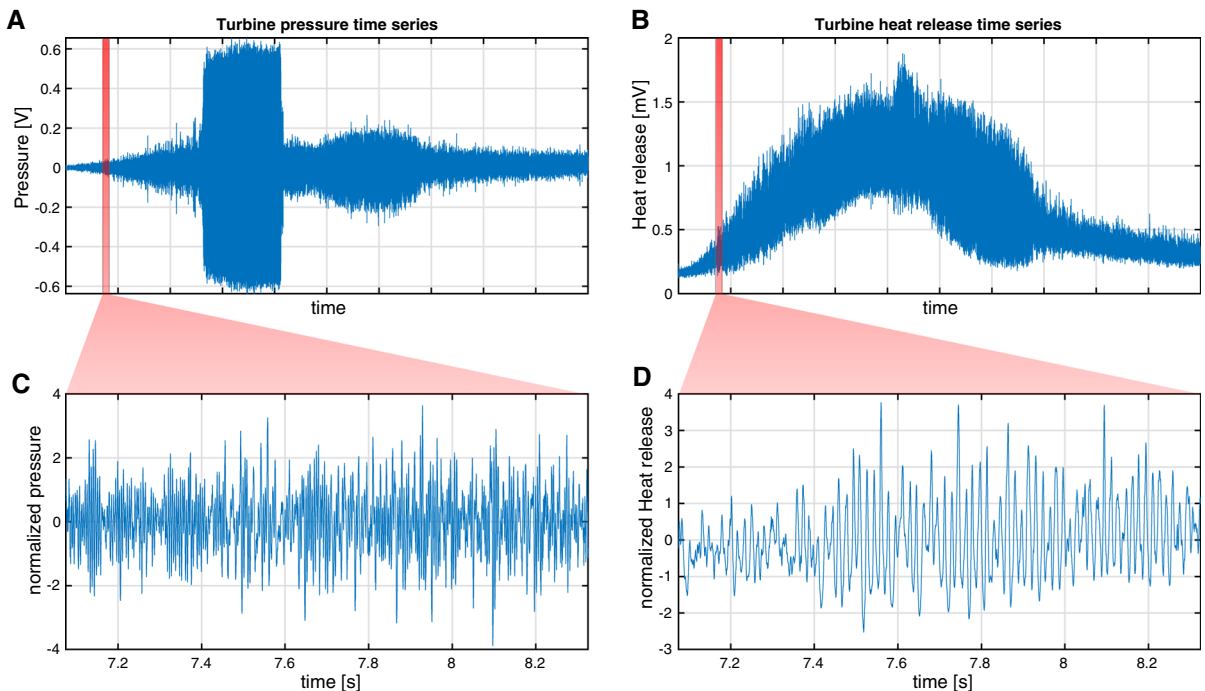 A
Turbine pressure time series
Pressure [V]
0.6
0.4
0.2
0
-0.2
-0.4
-0.6
time
B
Turbine heat release time series
Heat release [mV]
2
1.5
1
0.5
0
time
C
normalized pressure
4
2
0
-2
-4
7.2 7.4 7.6 7.8 8 8.2
time [s]
D
normalized Heat release
4
3
2
1
0
-1
-2
-3
7.2 7.4 7.6 7.8 8 8.2
time [s]